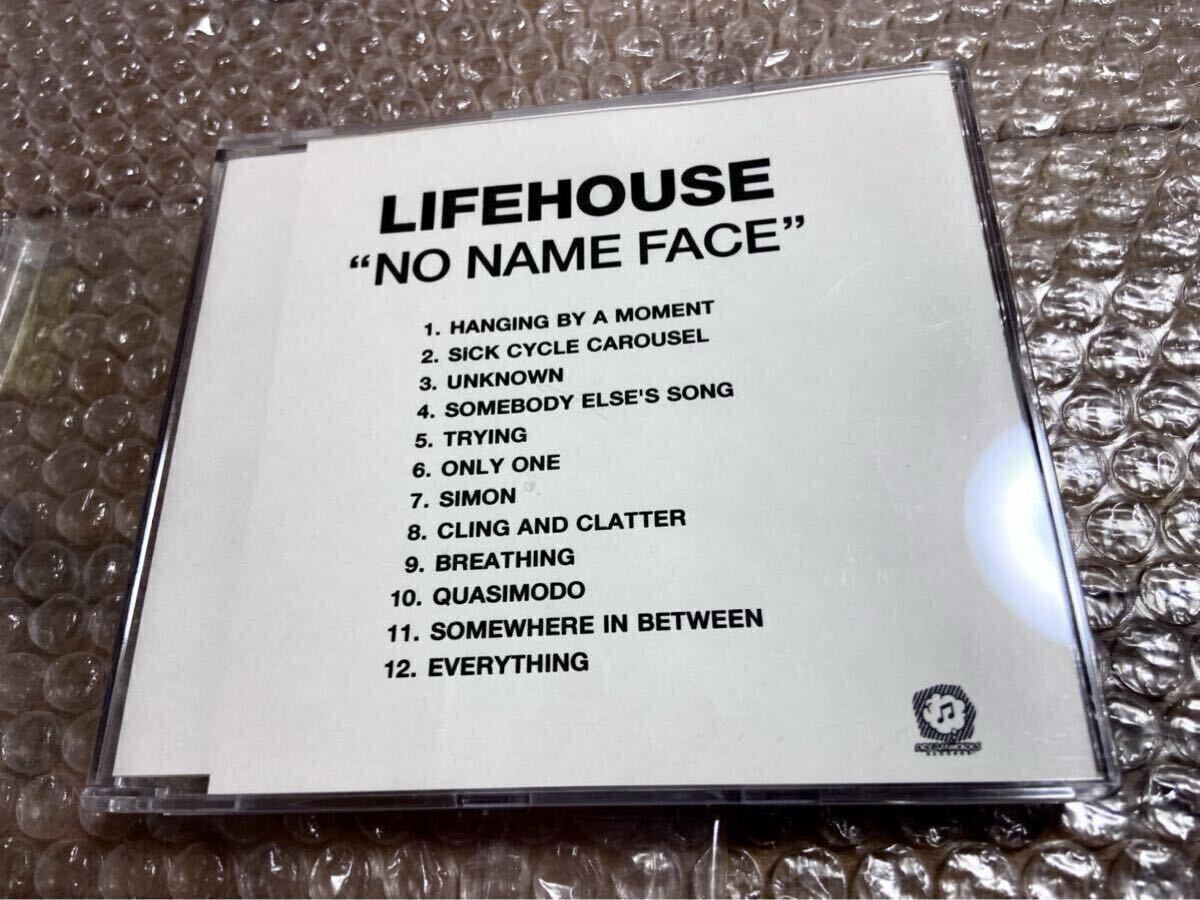 LIFEHOUSE
“NO NAME FACE”
1. HANGING BY A MOMENT
2. SICK CYCLE CAROUSEL
3. UNKNOWN
4. SOMEBODY ELSE'S SONG
5. TRYING
6. ONLY ONE
7. SIMON
8. CLING AND CLATTER
9. BREATHING
10. QUASIMODO
11. SOMEWHERE IN BETWEEN
12. EVERYTHING
DREAMWORKS
RECORDS